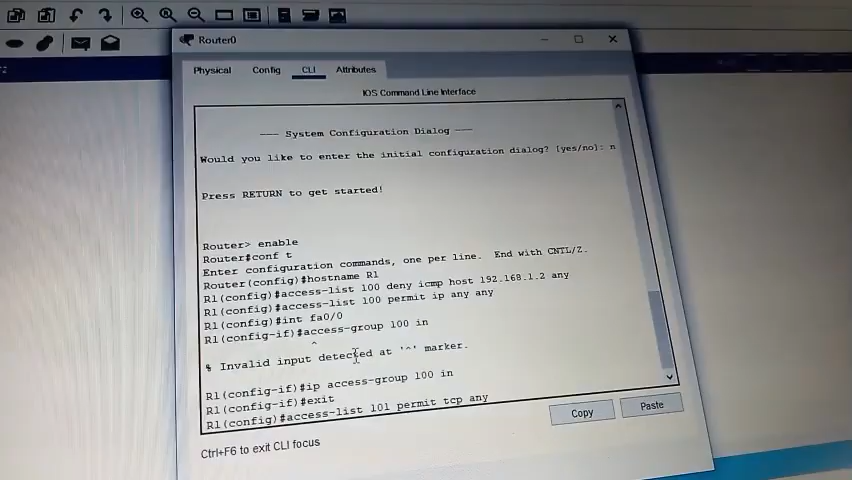 Router0
Physical Config CLI Attributes
IOS Command Line Interface
--- System Configuration Dialog ---
Would you like to enter the initial configuration dialog? [yes/no]: n
Press RETURN to get started!
Router> enable
Router#conf t
Enter configuration commands, one per line. End with CNTL/Z.
Router(config)#hostname R1
R1(config)#access-list 100 deny icmp host 192.168.1.2 any
R1(config)#access-list 100 permit ip any any
R1(config)#int fa0/0
R1(config-if)#access-group 100 in
^
% Invalid input detected at '^' marker.
R1(config-if)#ip access-group 100 in
R1(config-if)#exit
R1(config)#access-list 101 permit tcp any
Ctrl+F6 to exit CLI focus
Copy Paste